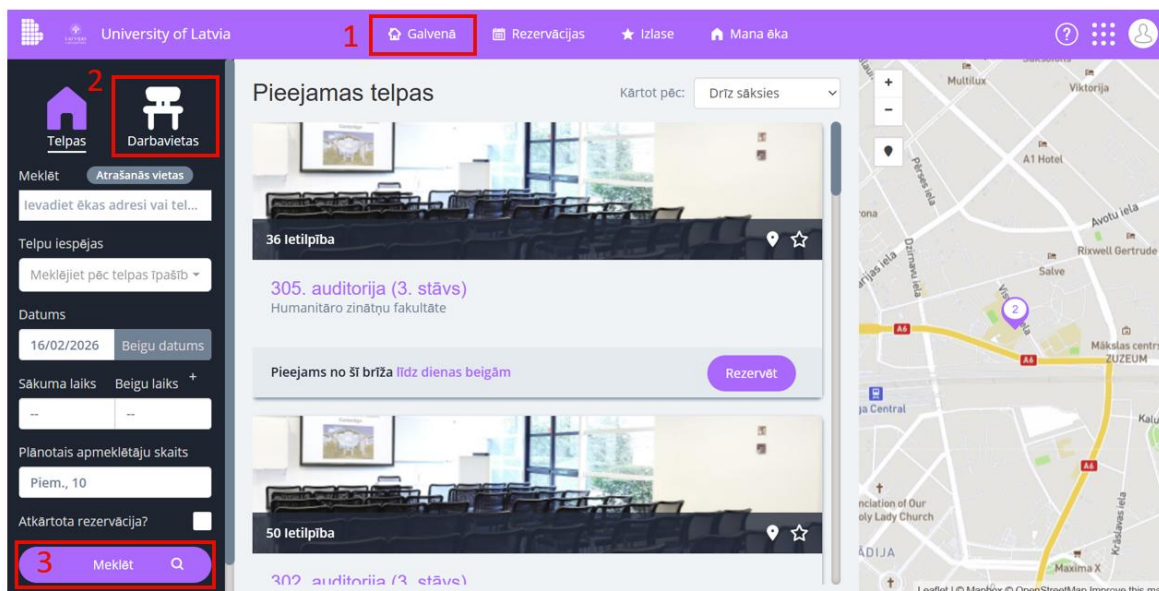 University of Latvia
1
Galvenā
Rezervācijas
Izlase
Mana ēka
?
2
Telpas
Darbavietas
Meklēt
Atrašanās vietas
Ievadiet ēkas adresi vai tel...
Telpu iespējas
Meklējiet pēc telpas īpašīb
Datums
16/02/2026
Beigu datums
Sākuma laiks
Beigu laiks +
--
--
Plānotais apmeklētāju skaits
Piem., 10
Atkārtota rezervācija?
3
Meklēt
Pieejamas telpas
Kārtot pēc:
Drīz sāksies
36 Ietilpība
305. auditorija (3. stāvs)
Humanitāro zinātņu fakultāte
Pieejams no šī brīža līdz dienas beigām
Rezervēt
50 Ietilpība
302. auditorija (3. stāvs)
+
−
Multilux
Viktorija
A1 Hotel
Pērses iela
Avotu iela
Rixwell Gertrude
Dzirnavu iela
Salve
2
A6
A6
Mākslas centrs
ZUZEUM
A6
Lady Church
Krāslavas iela
Maxima X
Leaflet | © Mapbox © OpenStreetMap Improve this